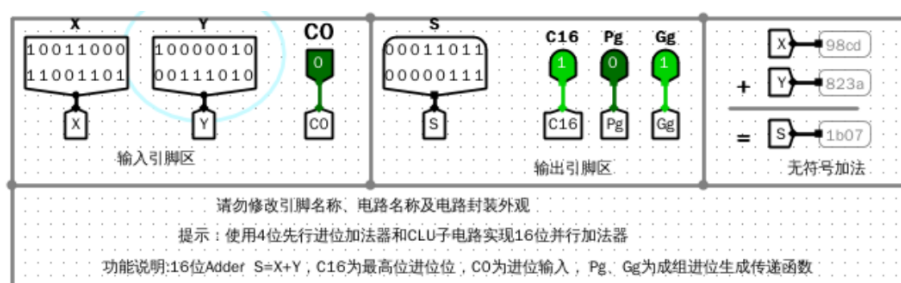 X Y C0 S C16 Pg Gg
10011000 10000010 0 00011011 1 0 1 X 98cd
11001101 00111010 00000111 + Y 823a
X Y C0 S C16 Pg Gg = S 1b07
输入引脚区 输出引脚区 无符号加法
请勿修改引脚名称、电路名称及电路封装外观
提示：使用4位先行进位加法器和CLU子电路实现16位并行加法器
功能说明:16位Adder S=X+Y，C16为最高位进位位，C0为进位输入， Pg、Gg为成组进位生成传递函数